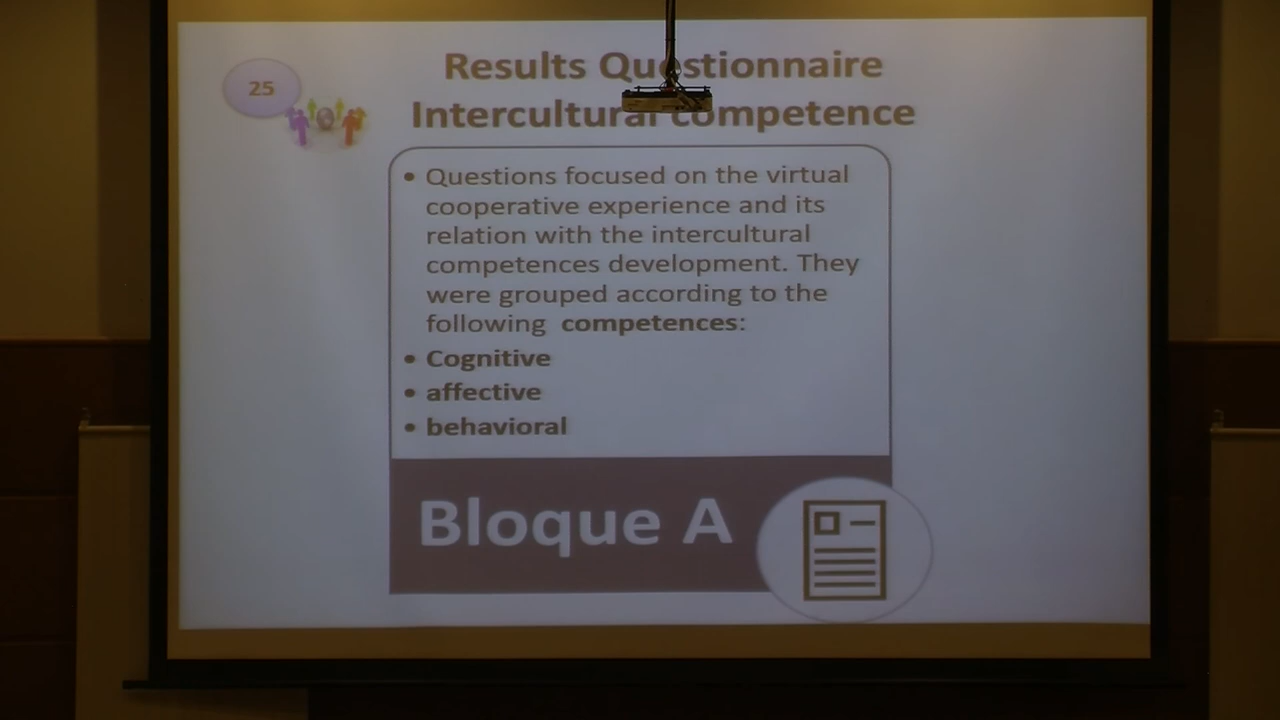 25
Results Questionnaire
Intercultural competence
• Questions focused on the virtual
cooperative experience and its
relation with the intercultural
competences development. They
were grouped according to the
following competences:
• Cognitive
• affective
• behavioral
Bloque A